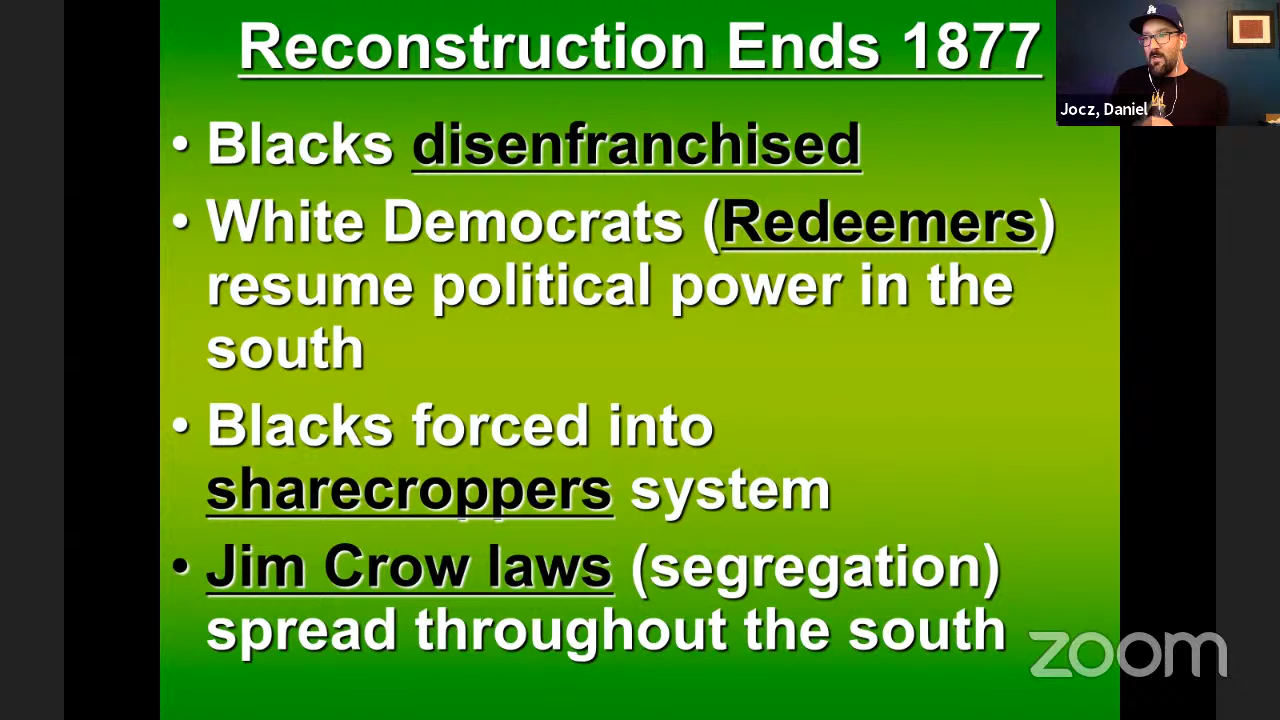 Reconstruction Ends 1877
Jocz, Daniel
• Blacks disenfranchised
• White Democrats (Redeemers)
resume political power in the
south
• Blacks forced into
sharecroppers system
• Jim Crow laws (segregation)
spread throughout the south
zoom